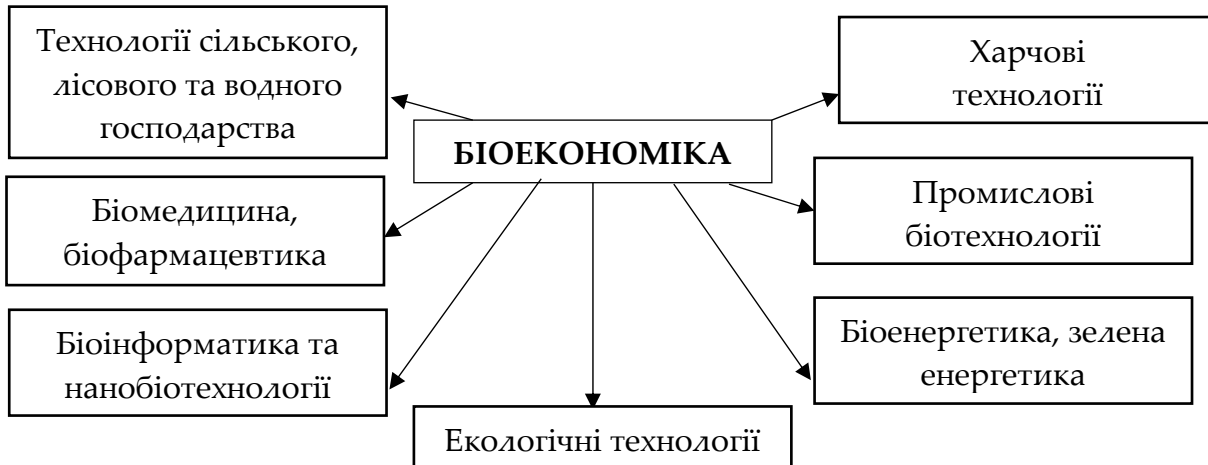 Технології сільського,
лісового та водного
господарства
Харчові
технології
БІОЕКОНОМІКА
Біомедицина,
біофармацевтика
Промислові
біотехнології
Біоінформатика та
нанобіотехнології
Біоенергетика, зелена
енергетика
Екологічні технології